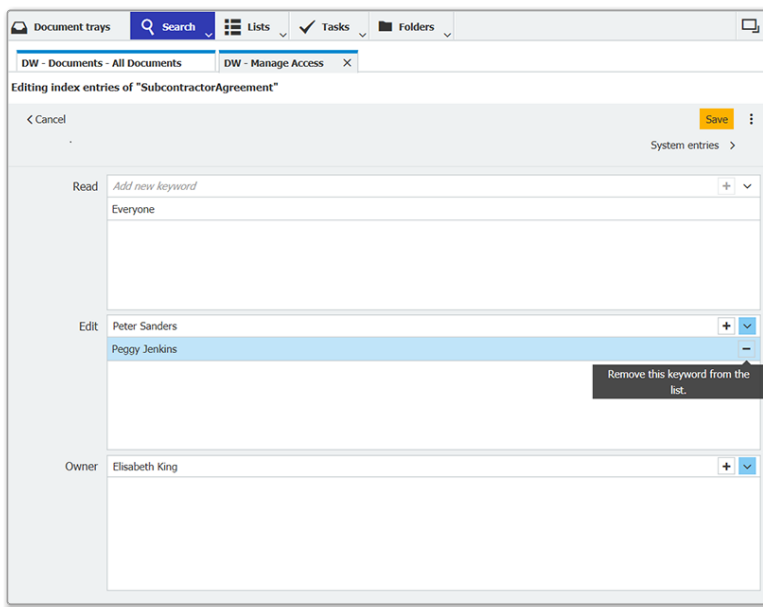 Document trays Search Lists Tasks Folders
DW - Documents - All Documents DW - Manage Access X
Editing index entries of "SubcontractorAgreement"
< Cancel Save
System entries >
Read Add new keyword +
Everyone
Edit Peter Sanders +
Peggy Jenkins −
Remove this keyword from the
list.
Owner Elisabeth King +